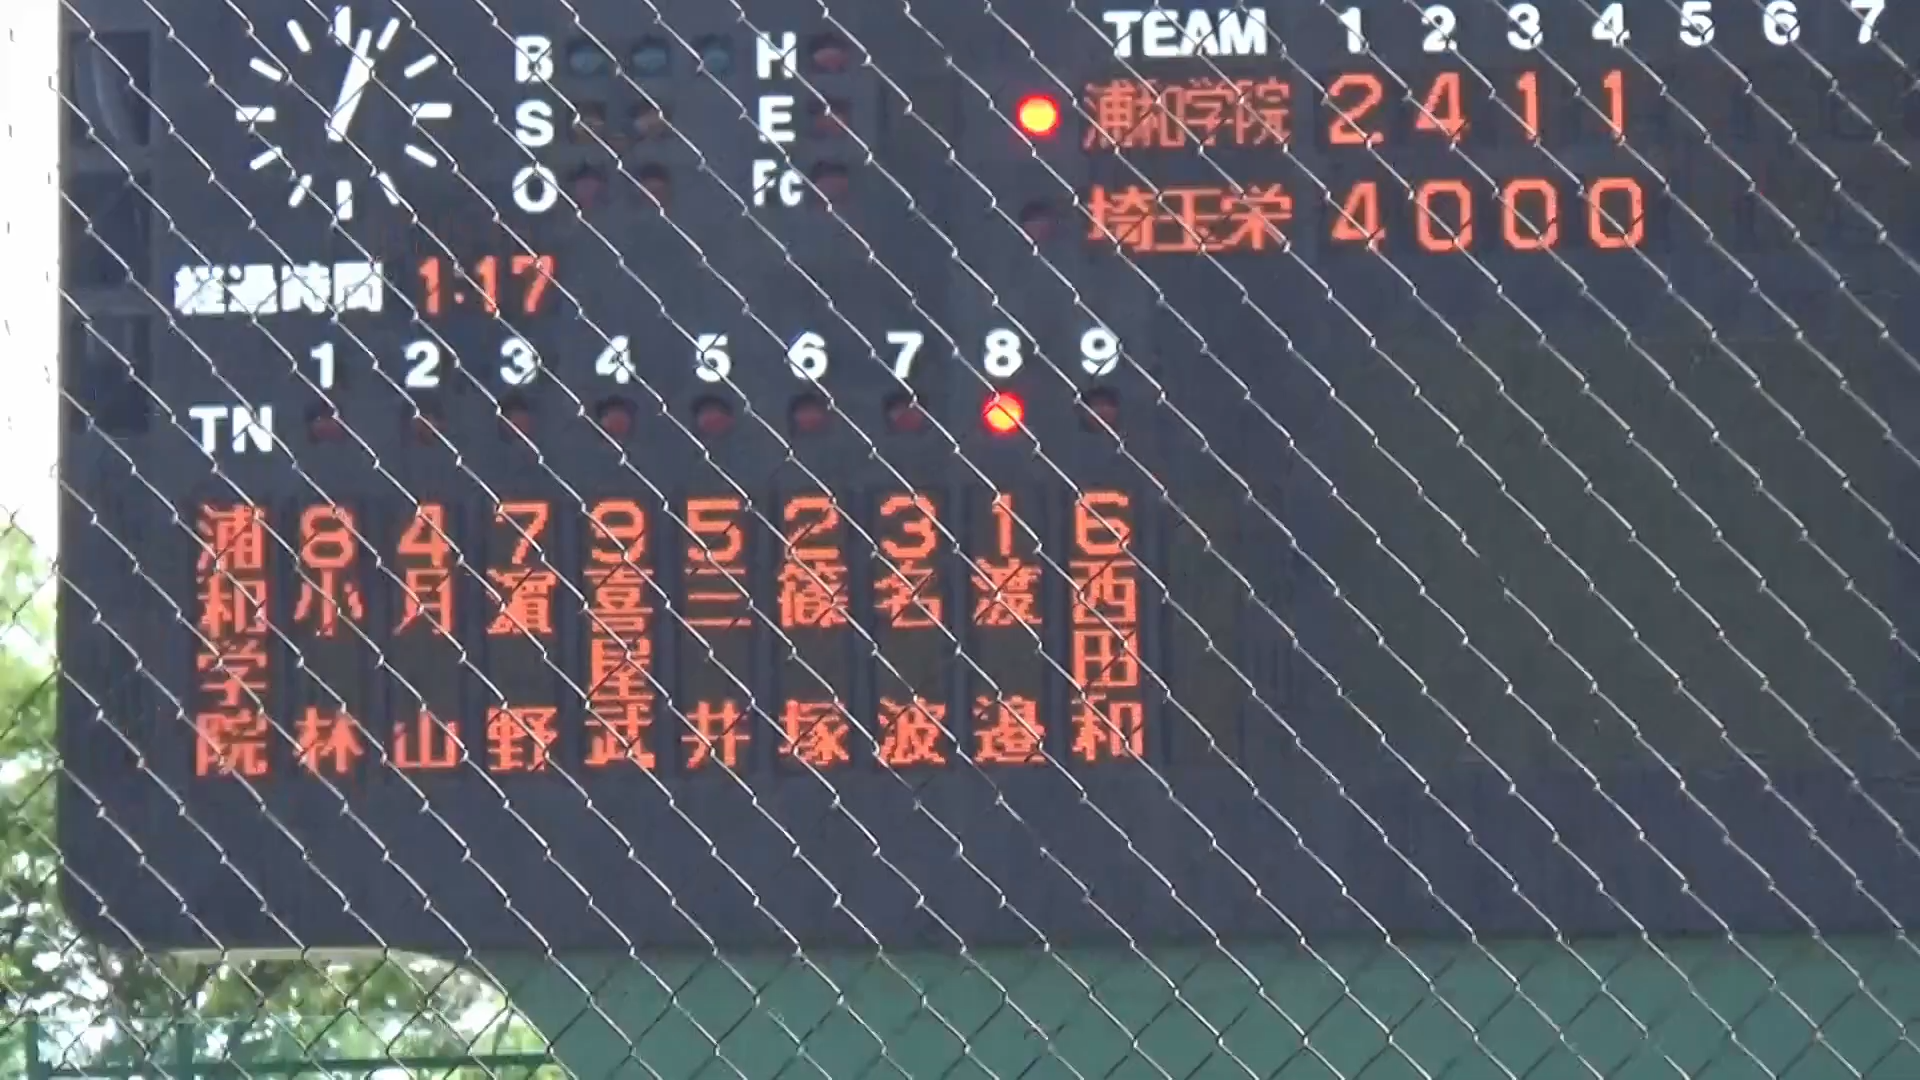 B H
S E
O Fc
TEAM 1 2 3 4 5 6 7
浦和学院 2 4 1 1
埼玉栄 4 0 0 0
経過時間 1:17
1 2 3 4 5 6 7 8 9
TN
浦和学院
8 小林
4 月山
7 濵野
9 喜屋武
5 三井
2 篠塚
3 名波
1 渡邉
6 西田和